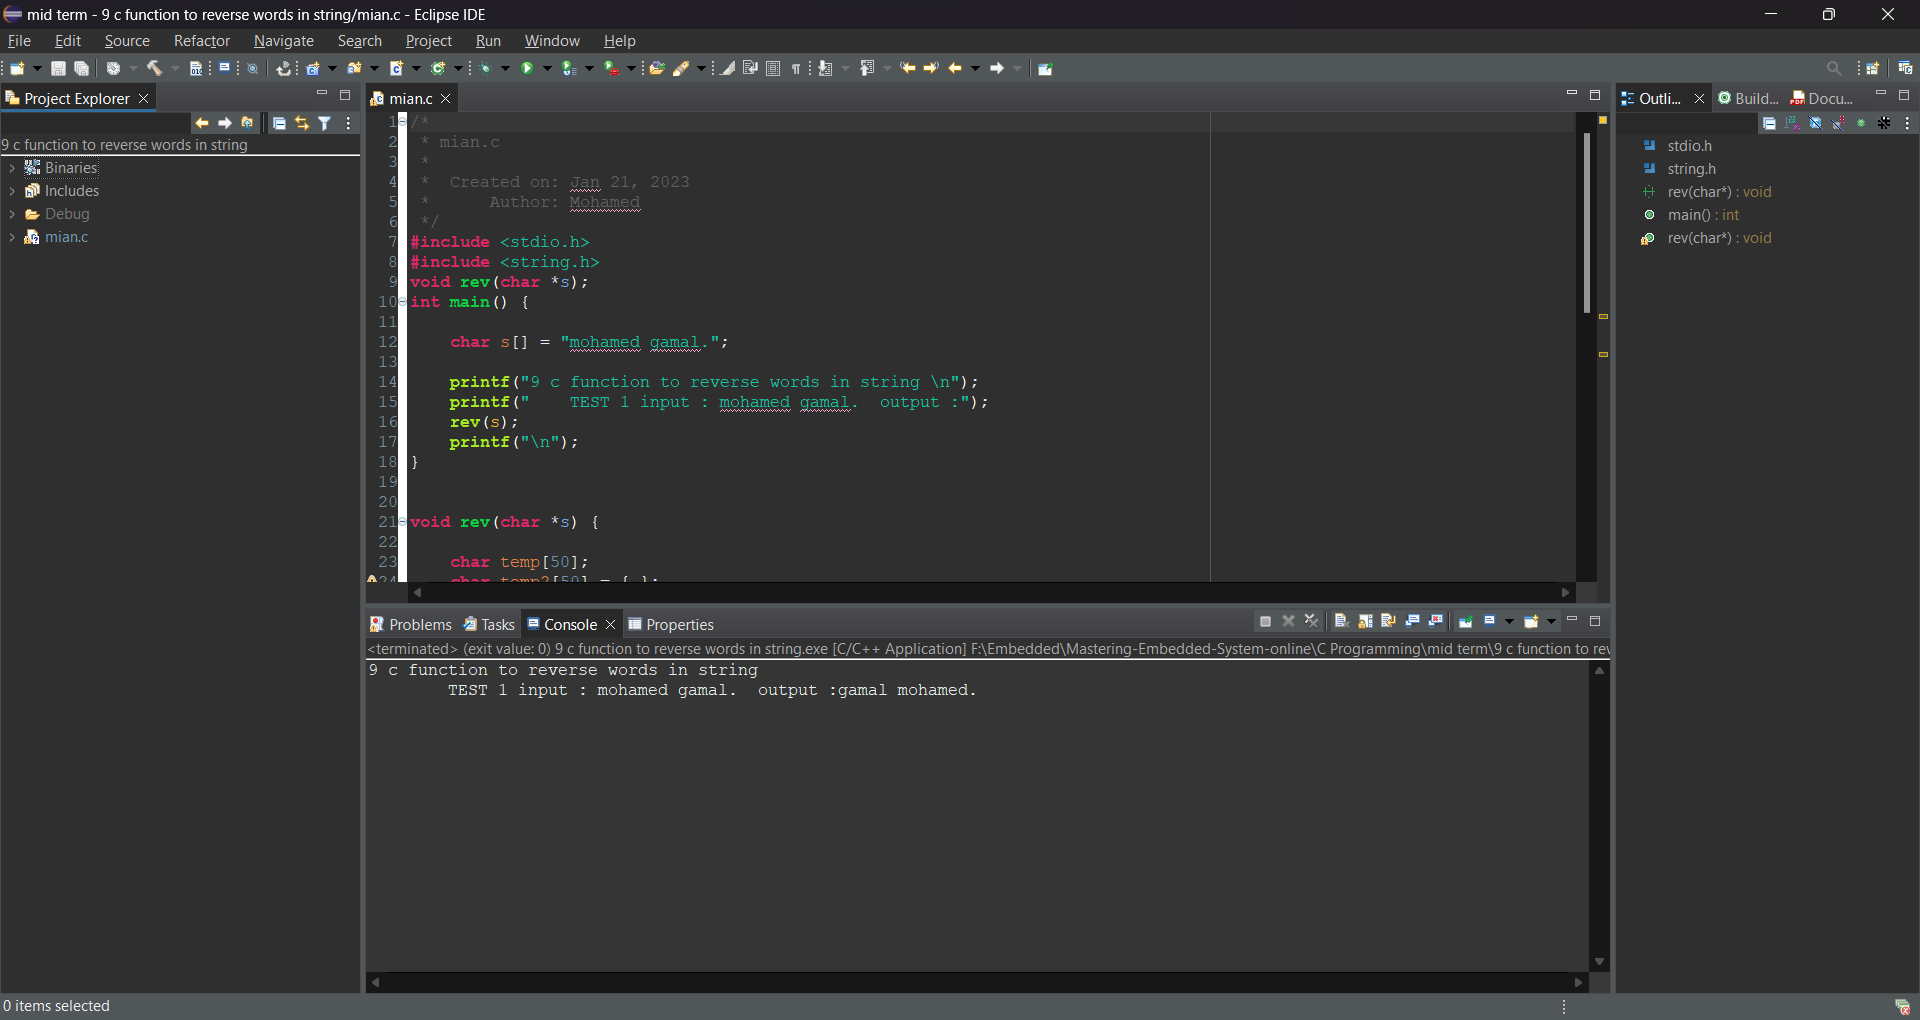 mid term - 9 c function to reverse words in string/mian.c - Eclipse IDE
File Edit Source Refactor Navigate Search Project Run Window Help
Project Explorer
9 c function to reverse words in string
Binaries
Includes
Debug
mian.c
mian.c
1 /*
2 * mian.c
3 *
4 * Created on: Jan 21, 2023
5 * Author: Mohamed
6 */
7 #include <stdio.h>
8 #include <string.h>
9 void rev(char *s);
10 int main() {
11
12 char s[] = "mohamed gamal.";
13
14 printf("9 c function to reverse words in string \n");
15 printf("    TEST 1 input : mohamed gamal.  output :");
16 rev(s);
17 printf("\n");
18 }
19
20
21 void rev(char *s) {
22
23 char temp[50];
24 char temp2[50] = { };
Outli... Build... Docu...
stdio.h
string.h
rev(char*) : void
main() : int
rev(char*) : void
Problems Tasks Console Properties
<terminated> (exit value: 0) 9 c function to reverse words in string.exe [C/C++ Application] F:\Embedded\Mastering-Embedded-System-online\C Programming\mid term\9 c function to rev
9 c function to reverse words in string
TEST 1 input : mohamed gamal.  output :gamal mohamed.
0 items selected